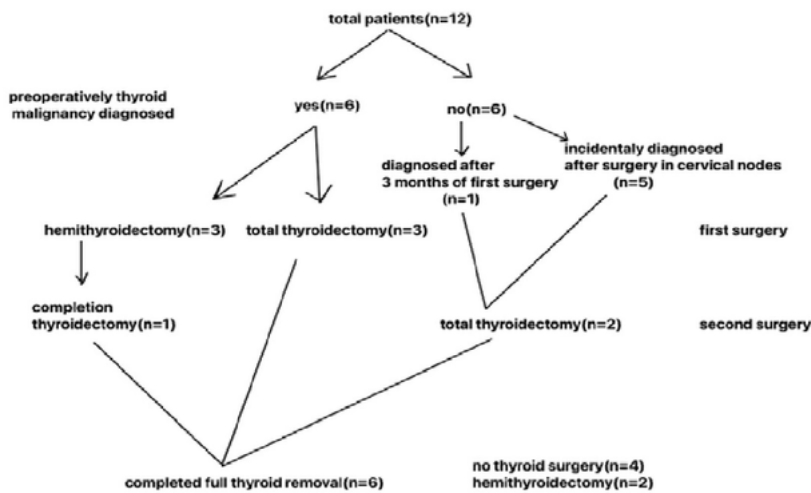 total patients(n=12)
preoperatively thyroid
malignancy diagnosed
yes(n=6)
no(n=6)
diagnosed after
3 months of first surgery
(n=1)
incidentaly diagnosed
after surgery in cervical nodes
(n=5)
hemithyroidectomy(n=3)
total thyroidectomy(n=3)
first surgery
completion
thyroidectomy(n=1)
total thyroidectomy(n=2)
second surgery
completed full thyroid removal(n=6)
no thyroid surgery(n=4)
hemithyroidectomy(n=2)